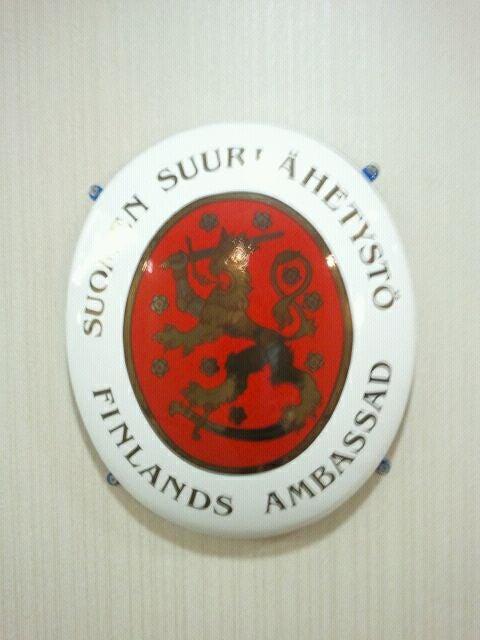 SUOMEN SUURLÄHETYSTÖ
FINLANDS AMBASSAD